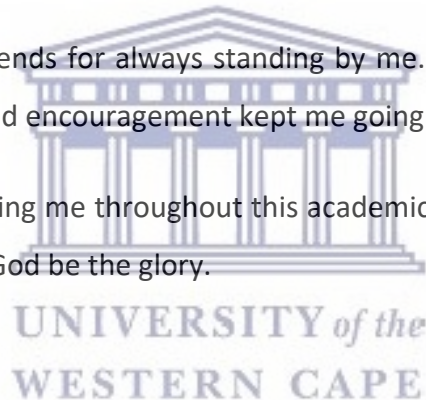 ends for always standing by me.
d encouragement kept me going
ing me throughout this academic
God be the glory.
UNIVERSITY of the
WESTERN CAPE